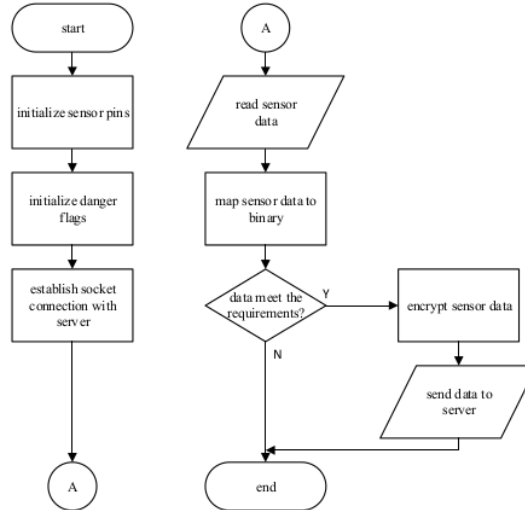 start
initialize sensor pins
initialize danger
flags
establish socket
connection with
server
A
A
read sensor
data
map sensor data to
binary
data meet the
requirements?
Y
N
encrypt sensor data
send data to
server
end